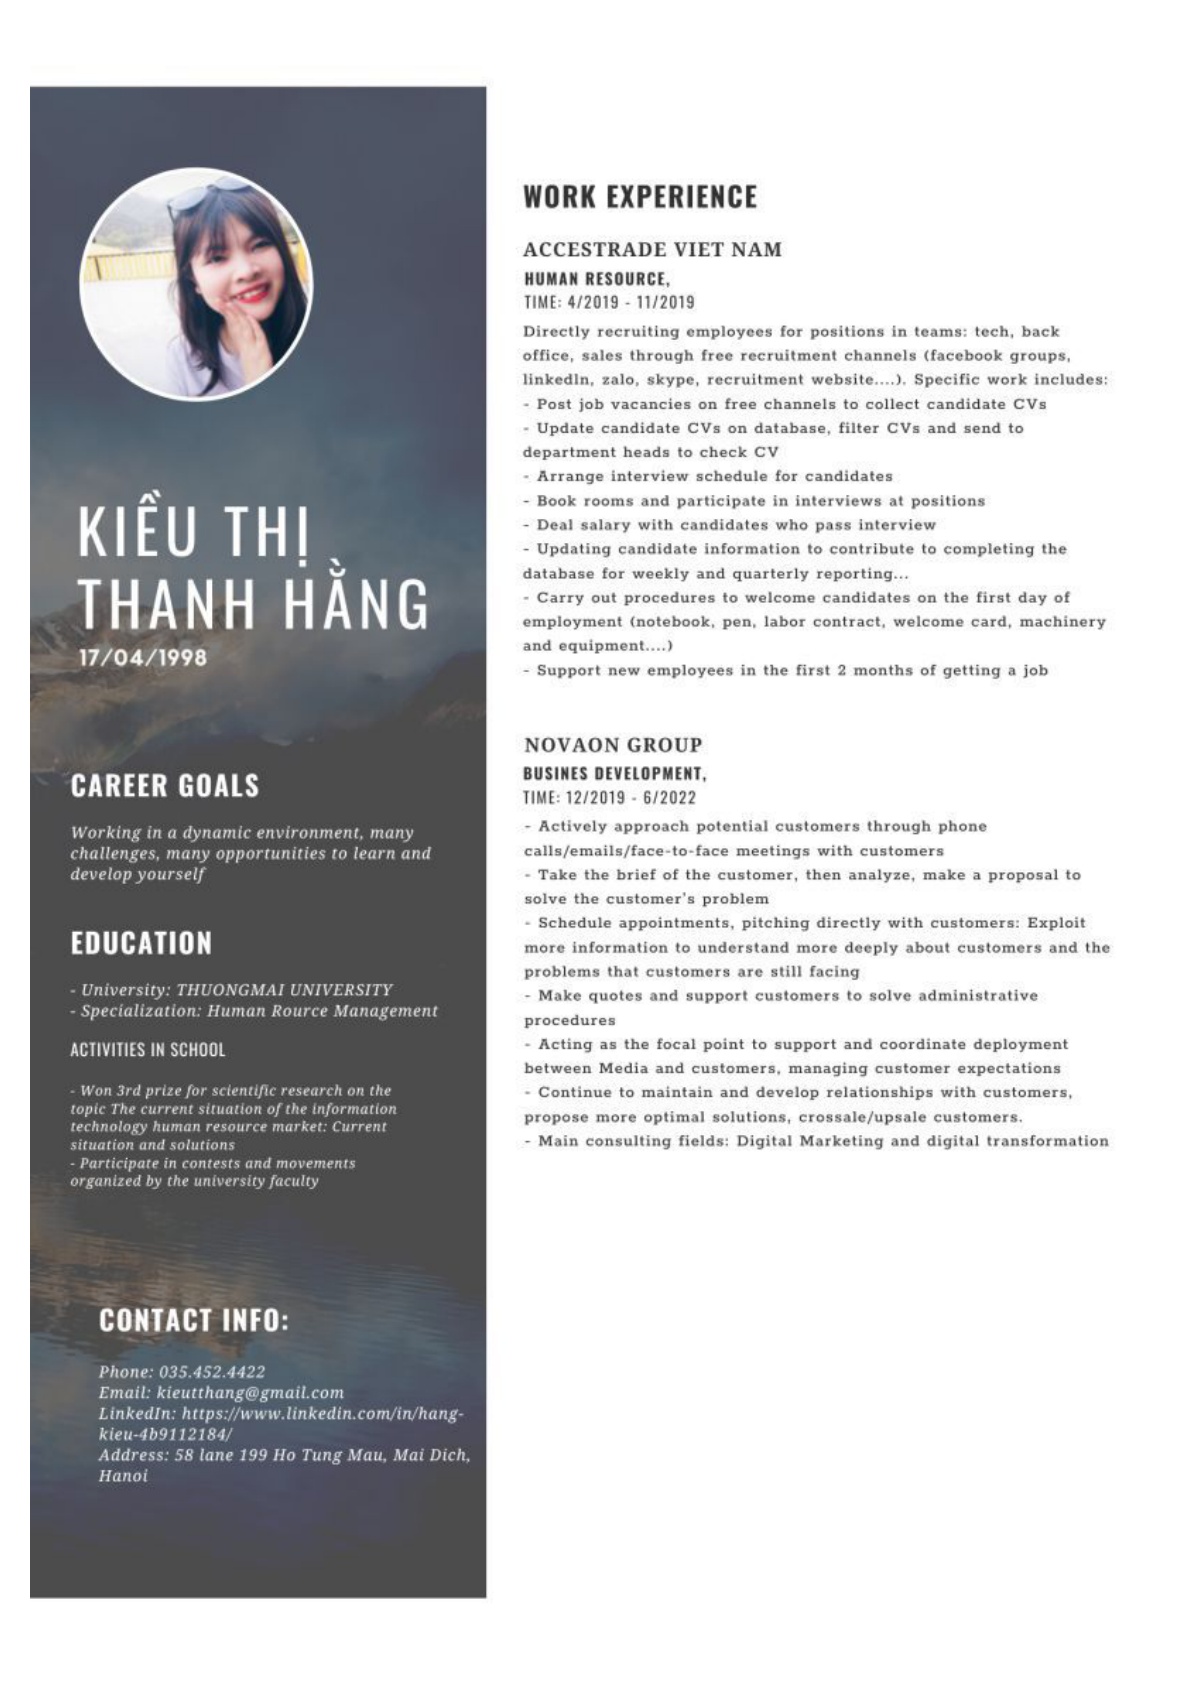 KIỀU THỊ
THANH HẰNG
17/04/1998
CAREER GOALS
Working in a dynamic environment, many
challenges, many opportunities to learn and
develop yourself
EDUCATION
- University: THUONGMAI UNIVERSITY
- Specialization: Human Rource Management
ACTIVITIES IN SCHOOL
- Won 3rd prize for scientific research on the
topic The current situation of the information
technology human resource market: Current
situation and solutions
- Participate in contests and movements
organized by the university faculty
CONTACT INFO:
Phone: 035.452.4422
Email: kieutthang@gmail.com
LinkedIn: https://www.linkedin.com/in/hang-
kieu-4b9112184/
Address: 58 lane 199 Ho Tung Mau, Mai Dich,
Hanoi
WORK EXPERIENCE
ACCESTRADE VIET NAM
HUMAN RESOURCE,
TIME: 4/2019 - 11/2019
Directly recruiting employees for positions in teams: tech, back
office, sales through free recruitment channels (facebook groups,
linkedln, zalo, skype, recruitment website....). Specific work includes:
- Post job vacancies on free channels to collect candidate CVs
- Update candidate CVs on database, filter CVs and send to
department heads to check CV
- Arrange interview schedule for candidates
- Book rooms and participate in interviews at positions
- Deal salary with candidates who pass interview
- Updating candidate information to contribute to completing the
database for weekly and quarterly reporting...
- Carry out procedures to welcome candidates on the first day of
employment (notebook, pen, labor contract, welcome card, machinery
and equipment....)
- Support new employees in the first 2 months of getting a job
NOVAON GROUP
BUSINES DEVELOPMENT,
TIME: 12/2019 - 6/2022
- Actively approach potential customers through phone
calls/emails/face-to-face meetings with customers
- Take the brief of the customer, then analyze, make a proposal to
solve the customer's problem
- Schedule appointments, pitching directly with customers: Exploit
more information to understand more deeply about customers and the
problems that customers are still facing
- Make quotes and support customers to solve administrative
procedures
- Acting as the focal point to support and coordinate deployment
between Media and customers, managing customer expectations
- Continue to maintain and develop relationships with customers,
propose more optimal solutions, crossale/upsale customers.
- Main consulting fields: Digital Marketing and digital transformation